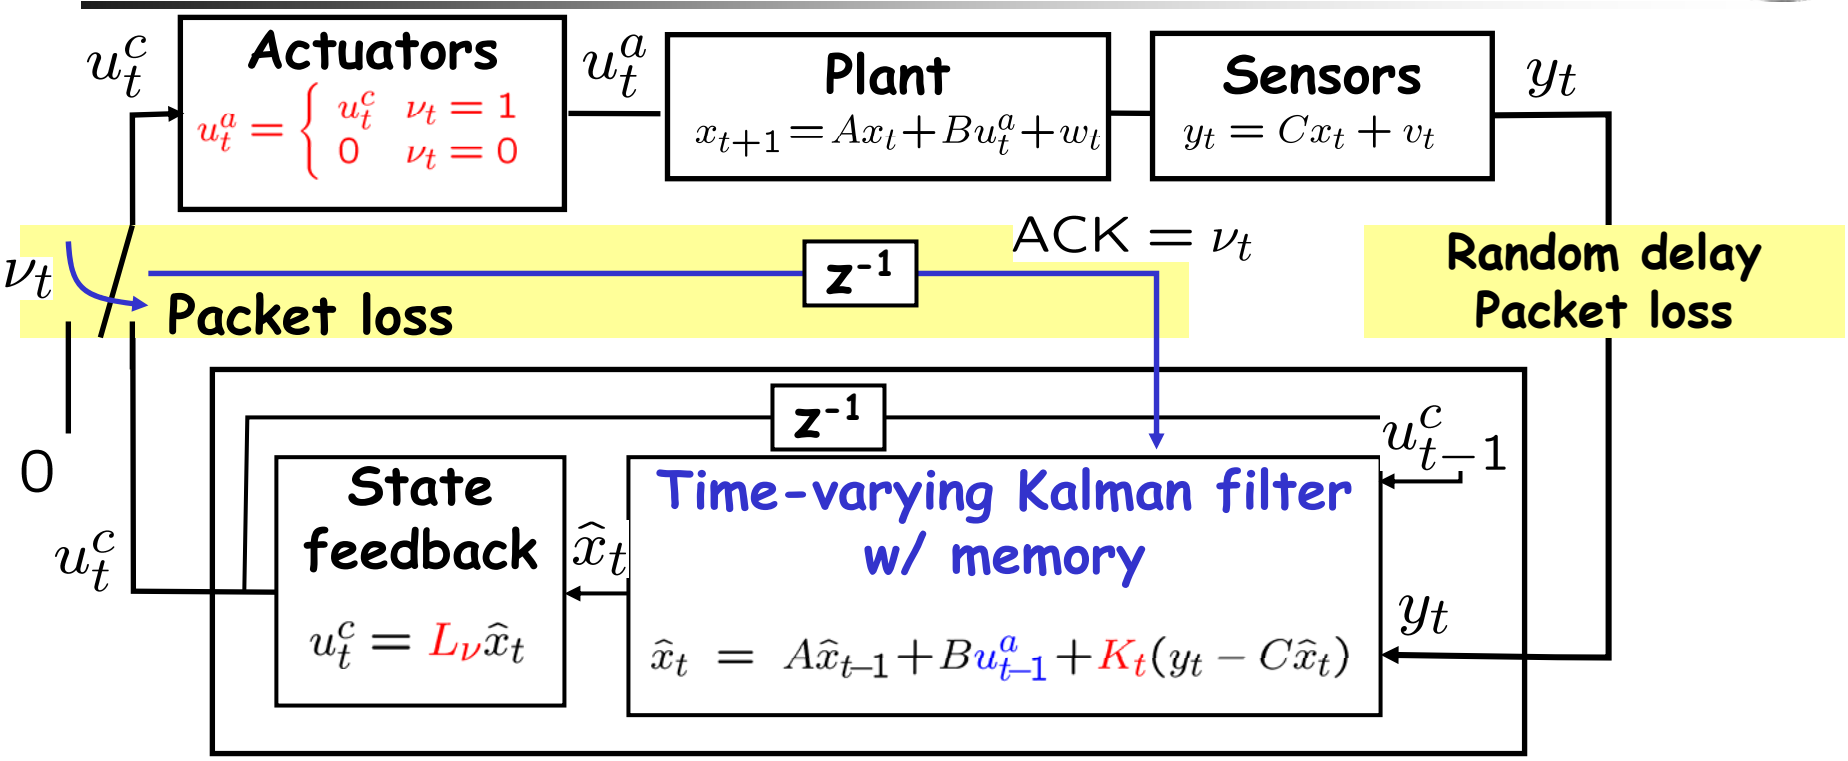 u_t^c
Actuators
u_t^a = { u_t^c ν_t = 1
0 ν_t = 0
u_t^a
Plant
x_{t+1} = Ax_t + Bu_t^a + w_t
Sensors
y_t = Cx_t + v_t
y_t
ν_t
Packet loss
z^{-1}
ACK = ν_t
Random delay
Packet loss
0
z^{-1}
u_{t-1}^c
u_t^c
State
feedback
u_t^c = L_ν x̂_t
x̂_t
Time-varying Kalman filter
w/ memory
x̂_t = Ax̂_{t-1} + Bu_{t-1}^a + K_t(y_t − Cx̂_t)
y_t